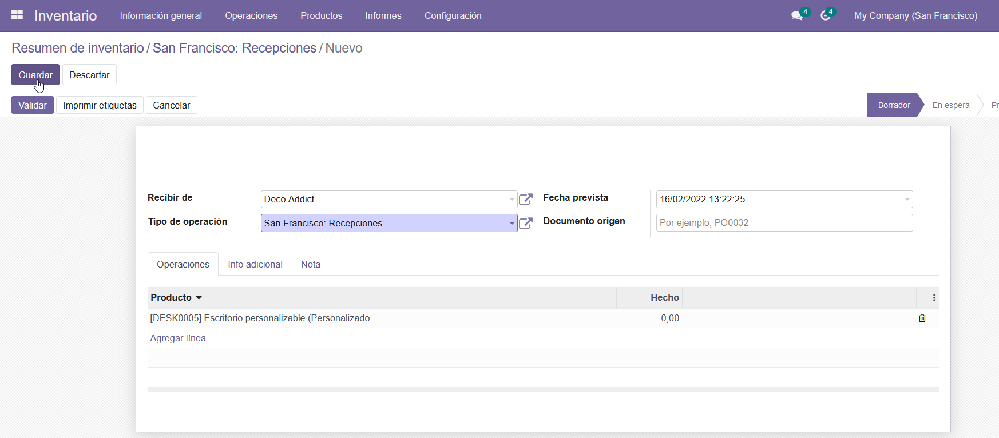 Inventario Información general Operaciones Productos Informes Configuración 4 4 My Company (San Francisco)
Resumen de inventario / San Francisco: Recepciones / Nuevo
Guardar Descartar
Validar Imprimir etiquetas Cancelar Borrador En espera Pr
Recibir de Deco Addict Fecha prevista 16/02/2022 13:22:25
Tipo de operación San Francisco: Recepciones Documento origen Por ejemplo, PO0032
Operaciones Info adicional Nota
Producto Hecho
[DESK0005] Escritorio personalizable (Personalizado... 0,00
Agregar línea